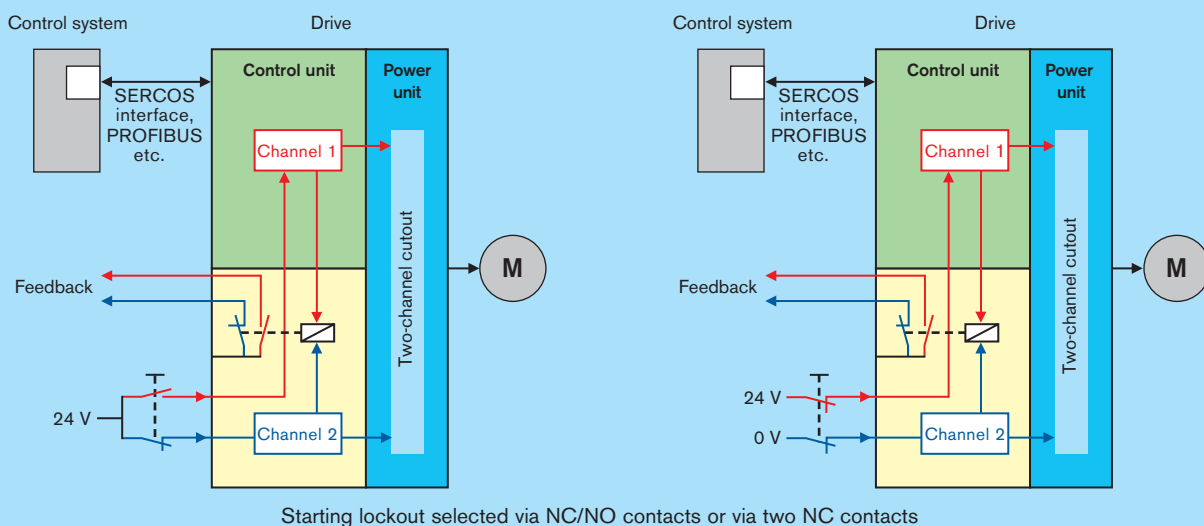 Control system
Drive
Control unit
Power
unit
SERCOS
interface,
PROFIBUS
etc.
Channel 1
Two-channel cutout
M
Feedback
24 V
Channel 2
Control system
Drive
Control unit
Power
unit
SERCOS
interface,
PROFIBUS
etc.
Channel 1
Two-channel cutout
M
Feedback
24 V
0 V
Channel 2
Starting lockout selected via NC/NO contacts or via two NC contacts